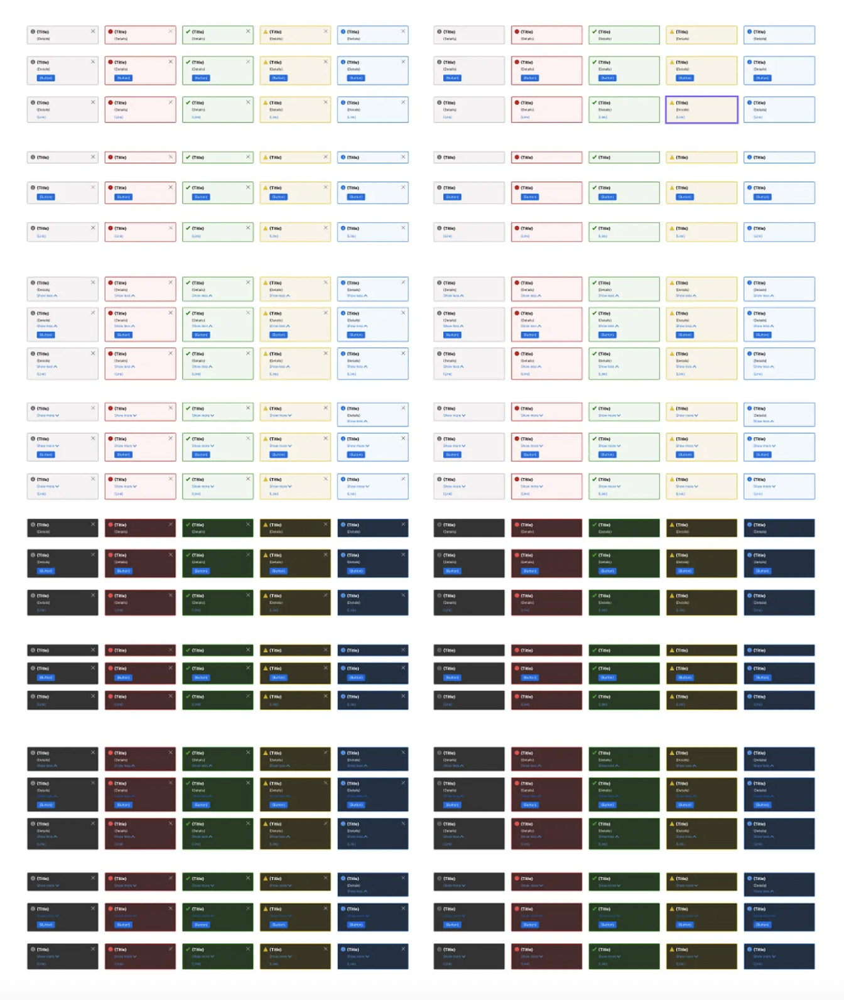 {Title} {Title} {Title} {Title} {Title} {Title} {Title} {Title} {Title} {Title}
{Details} {Details} {Details} {Details} {Details} {Details} {Details} {Details} {Details} {Details}
{Title} {Title} {Title} {Title} {Title} {Title} {Title} {Title} {Title} {Title}
{Details} {Details} {Details} {Details} {Details} {Details} {Details} {Details} {Details} {Details}
{Button} {Button} {Button} {Button} {Button} {Button} {Button} {Button} {Button} {Button}
{Title} {Title} {Title} {Title} {Title} {Title} {Title} {Title} {Title} {Title}
{Details} {Details} {Details} {Details} {Details} {Details} {Details} {Details} {Details} {Details}
{Link} {Link} {Link} {Link} {Link} {Link} {Link} {Link} {Link} {Link}
{Title} {Title} {Title} {Title} {Title} {Title} {Title} {Title} {Title} {Title}
{Title} {Title} {Title} {Title} {Title} {Title} {Title} {Title} {Title} {Title}
{Button} {Button} {Button} {Button} {Button} {Button} {Button} {Button} {Button} {Button}
{Title} {Title} {Title} {Title} {Title} {Title} {Title} {Title} {Title} {Title}
{Link} {Link} {Link} {Link} {Link} {Link} {Link} {Link} {Link} {Link}
{Title} {Title} {Title} {Title} {Title} {Title} {Title} {Title} {Title} {Title}
{Details} {Details} {Details} {Details} {Details} {Details} {Details} {Details} {Details} {Details}
Show less Show less Show less Show less Show less Show less Show less Show less Show less Show less
{Title} {Title} {Title} {Title} {Title} {Title} {Title} {Title} {Title} {Title}
{Details} {Details} {Details} {Details} {Details} {Details} {Details} {Details} {Details} {Details}
Show less Show less Show less Show less Show less Show less Show less Show less Show less Show less
{Button} {Button} {Button} {Button} {Button} {Button} {Button} {Button} {Button} {Button}
{Title} {Title} {Title} {Title} {Title} {Title} {Title} {Title} {Title} {Title}
{Details} {Details} {Details} {Details} {Details} {Details} {Details} {Details} {Details} {Details}
Show less Show less Show less Show less Show less Show less Show less Show less Show less Show less
{Link} {Link} {Link} {Link} {Link} {Link} {Link} {Link} {Link} {Link}
{Title} {Title} {Title} {Title} {Title} {Title} {Title} {Title} {Title} {Title}
Show more Show more Show more Show more {Details} Show more Show more Show more Show more {Details}
Show less Show less
{Title} {Title} {Title} {Title} {Title} {Title} {Title} {Title} {Title} {Title}
Show more Show more Show more Show more Show more Show more Show more Show more Show more Show more
{Button} {Button} {Button} {Button} {Button} {Button} {Button} {Button} {Button} {Button}
{Title} {Title} {Title} {Title} {Title} {Title} {Title} {Title} {Title} {Title}
Show more Show more Show more Show more Show more Show more Show more Show more Show more Show more
{Link} {Link} {Link} {Link} {Link} {Link} {Link} {Link} {Link} {Link}
{Title} {Title} {Title} {Title} {Title} {Title} {Title} {Title} {Title} {Title}
{Details} {Details} {Details} {Details} {Details} {Details} {Details} {Details} {Details} {Details}
{Title} {Title} {Title} {Title} {Title} {Title} {Title} {Title} {Title} {Title}
{Details} {Details} {Details} {Details} {Details} {Details} {Details} {Details} {Details} {Details}
{Button} {Button} {Button} {Button} {Button} {Button} {Button} {Button} {Button} {Button}
{Title} {Title} {Title} {Title} {Title} {Title} {Title} {Title} {Title} {Title}
{Details} {Details} {Details} {Details} {Details} {Details} {Details} {Details} {Details} {Details}
{Link} {Link} {Link} {Link} {Link} {Link} {Link} {Link} {Link} {Link}
{Title} {Title} {Title} {Title} {Title} {Title} {Title} {Title} {Title} {Title}
{Title} {Title} {Title} {Title} {Title} {Title} {Title} {Title} {Title} {Title}
{Button} {Button} {Button} {Button} {Button} {Button} {Button} {Button} {Button} {Button}
{Title} {Title} {Title} {Title} {Title} {Title} {Title} {Title} {Title} {Title}
{Link} {Link} {Link} {Link} {Link} {Link} {Link} {Link} {Link} {Link}
{Title} {Title} {Title} {Title} {Title} {Title} {Title} {Title} {Title} {Title}
{Details} {Details} {Details} {Details} {Details} {Details} {Details} {Details} {Details} {Details}
Show less Show less Show less Show less Show less Show less Show less Show less Show less Show less
{Title} {Title} {Title} {Title} {Title} {Title} {Title} {Title} {Title} {Title}
{Details} {Details} {Details} {Details} {Details} {Details} {Details} {Details} {Details} {Details}
Show less Show less Show less Show less Show less Show less Show less Show less Show less Show less
{Button} {Button} {Button} {Button} {Button} {Button} {Button} {Button} {Button} {Button}
{Title} {Title} {Title} {Title} {Title} {Title} {Title} {Title} {Title} {Title}
{Details} {Details} {Details} {Details} {Details} {Details} {Details} {Details} {Details} {Details}
Show less Show less Show less Show less Show less Show less Show less Show less Show less Show less
{Link} {Link} {Link} {Link} {Link} {Link} {Link} {Link} {Link} {Link}
{Title} {Title} {Title} {Title} {Title} {Title} {Title} {Title} {Title} {Title}
Show more Show more Show more Show more {Details} Show more Show more Show more Show more {Details}
Show less Show less
{Title} {Title} {Title} {Title} {Title} {Title} {Title} {Title} {Title} {Title}
Show more Show more Show more Show more Show more Show more Show more Show more Show more Show more
{Button} {Button} {Button} {Button} {Button} {Button} {Button} {Button} {Button} {Button}
{Title} {Title} {Title} {Title} {Title} {Title} {Title} {Title} {Title} {Title}
Show more Show more Show more Show more Show more Show more Show more Show more Show more Show more
{Link} {Link} {Link} {Link} {Link} {Link} {Link} {Link} {Link} {Link}